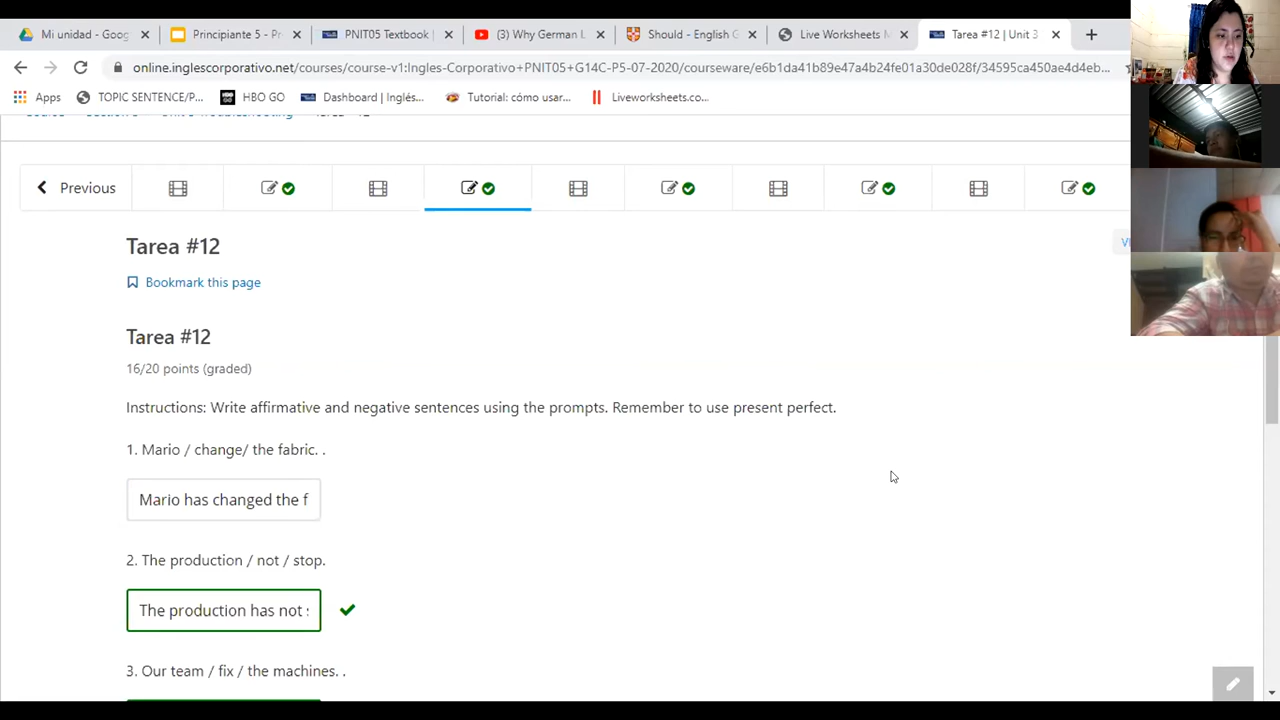 Mi unidad - Goog
Principiante 5 - Pr
PNIT05 Textbook
(3) Why German L
Should - English G
Live Worksheets M
Tarea #12 | Unit 3
online.inglescorporativo.net/courses/course-v1:Ingles-Corporativo+PNIT05+G14C-P5-07-2020/courseware/e6b1da41b89e47a4b24fe01a30de028f/34595ca450ae4d4eb...
Apps
TOPIC SENTENCE/P...
HBO GO
Dashboard | Inglés...
Tutorial: cómo usar...
Liveworksheets.co...
Previous
Tarea #12
Bookmark this page
Tarea #12
16/20 points (graded)
Instructions: Write affirmative and negative sentences using the prompts. Remember to use present perfect.
1. Mario / change/ the fabric. .
Mario has changed the f
2. The production / not / stop.
The production has not
3. Our team / fix / the machines. .